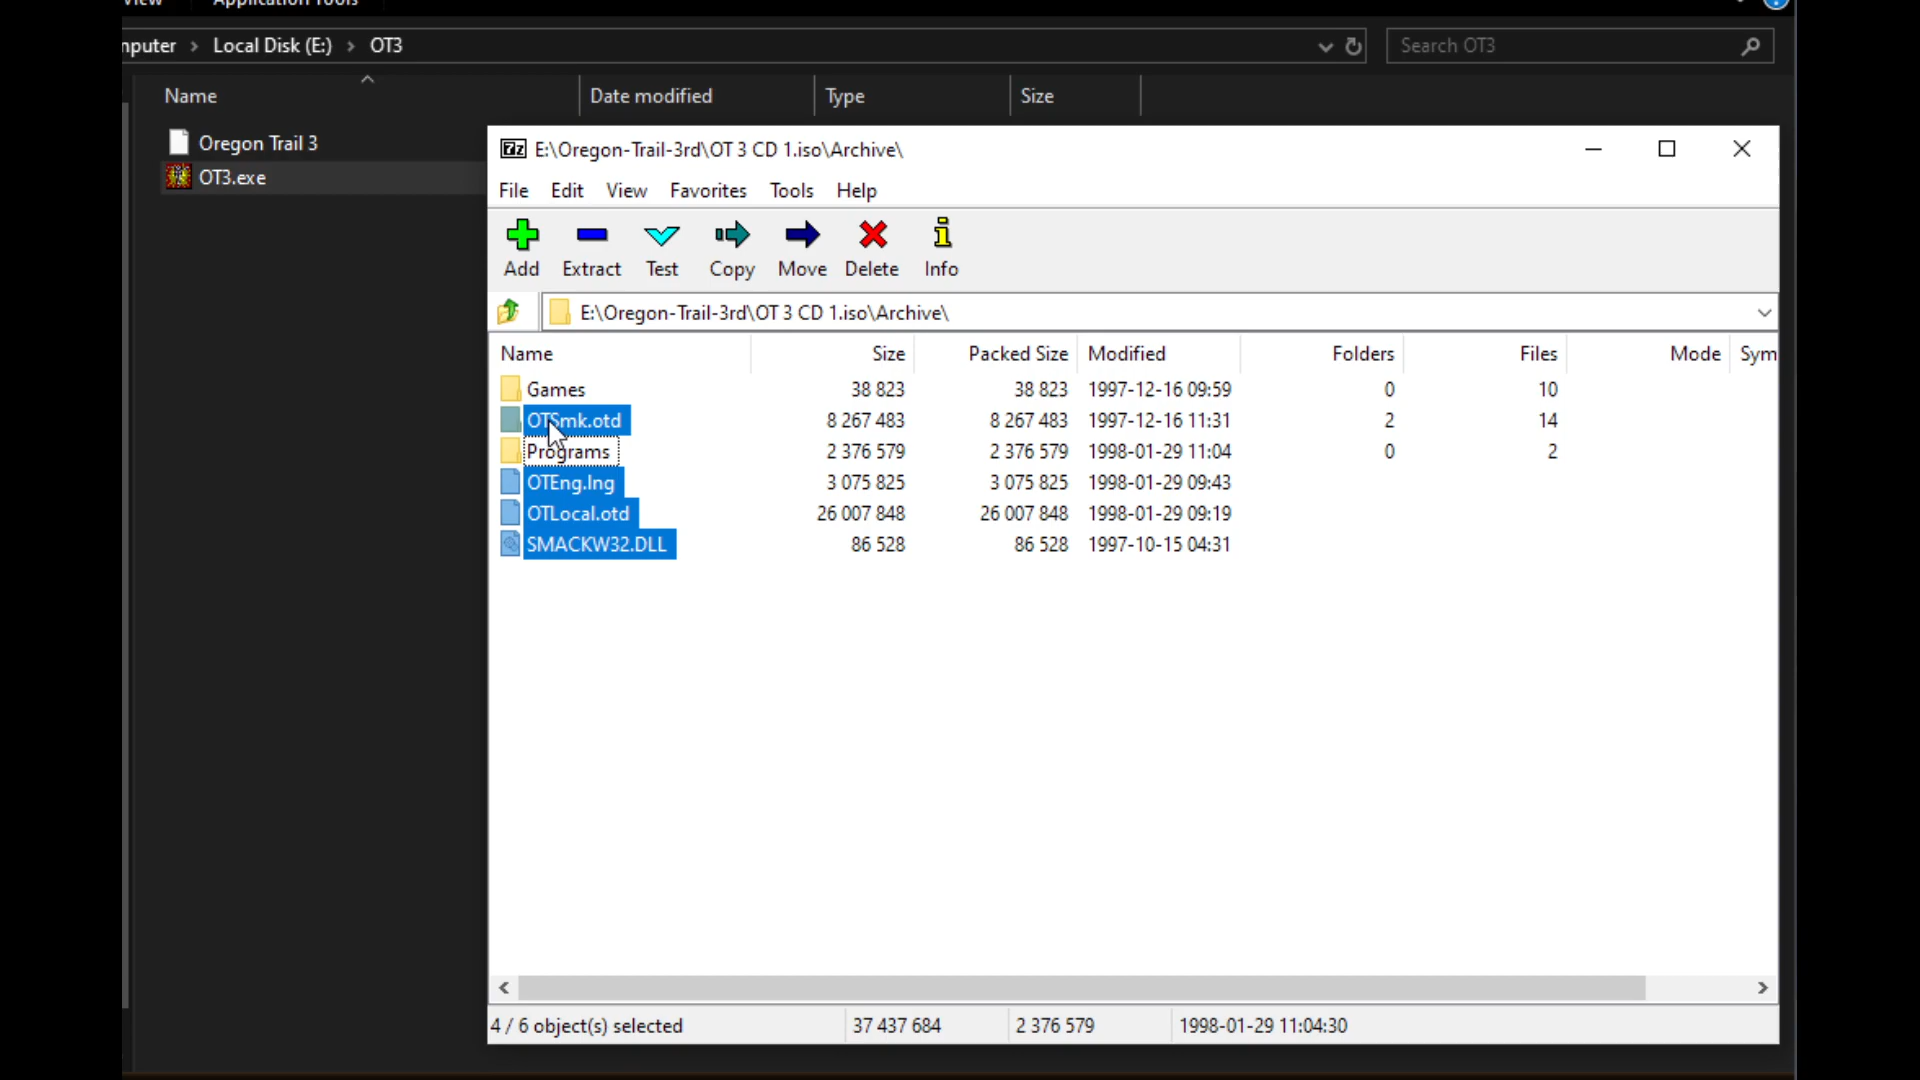 View Application Tools
mputer > Local Disk (E:) > OT3
Search OT3
Name Date modified Type Size
Oregon Trail 3
OT3.exe
7z E:\Oregon-Trail-3rd\OT 3 CD 1.iso\Archive\
File Edit View Favorites Tools Help
Add Extract Test Copy Move Delete Info
E:\Oregon-Trail-3rd\OT 3 CD 1.iso\Archive\
Name Size Packed Size Modified Folders Files Mode Sym
Games 38 823 38 823 1997-12-16 09:59 0 10
OTSmk.otd 8 267 483 8 267 483 1997-12-16 11:31 2 14
Programs 2 376 579 2 376 579 1998-01-29 11:04 0 2
OTEng.lng 3 075 825 3 075 825 1998-01-29 09:43
OTLocal.otd 26 007 848 26 007 848 1998-01-29 09:19
SMACKW32.DLL 86 528 86 528 1997-10-15 04:31
4 / 6 object(s) selected 37 437 684 2 376 579 1998-01-29 11:04:30